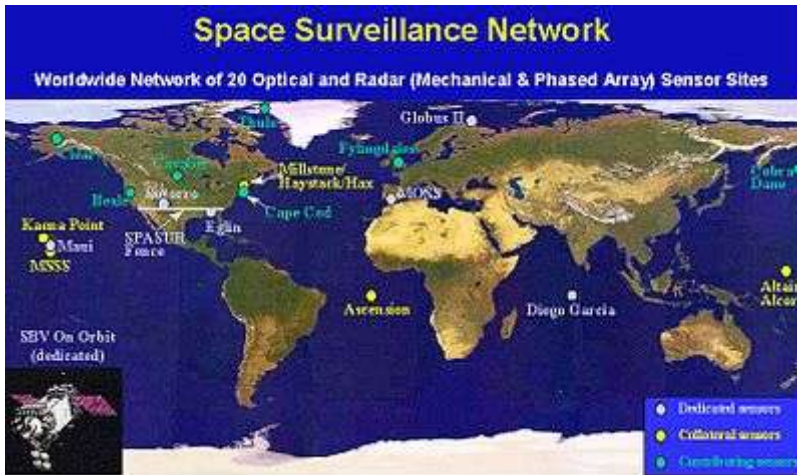 Space Surveillance Network
Worldwide Network of 20 Optical and Radar (Mechanical & Phased Array) Sensor Sites
Thule
Globus II
Clear
Cavalier
Fylingdales
Cobra
Dane
Millstone/
Haystack/Hax
Beale
Socorro
MOSS
Cape Cod
Kaena Point
Eglin
SPASUR
Fence
Maui
MSSS
Altair
Alcor
Ascension
Diego Garcia
SBV On Orbit
(dedicated)
Dedicated sensors
Collateral sensors
Contributing sensors